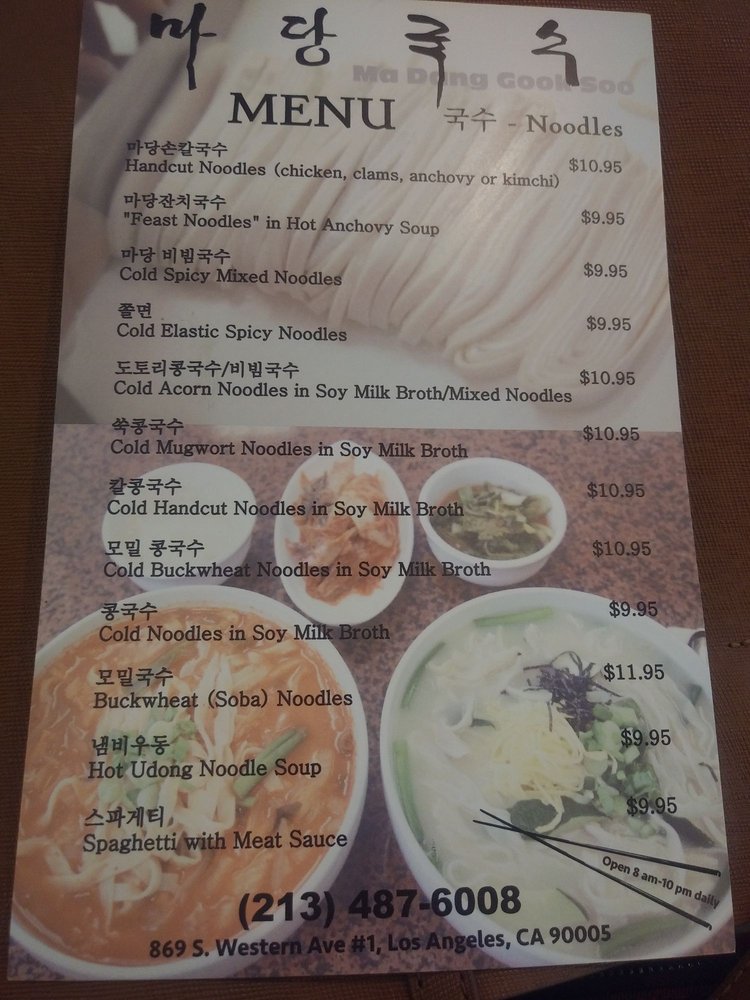 마당국수
Ma Dang Gook Soo
MENU 국수 - Noodles
마당손칼국수
Handcut Noodles (chicken, clams, anchovy or kimchi) $10.95
마당잔치국수
"Feast Noodles" in Hot Anchovy Soup $9.95
마당 비빔국수
Cold Spicy Mixed Noodles $9.95
쫄면
Cold Elastic Spicy Noodles $9.95
도토리콩국수/비빔국수
Cold Acorn Noodles in Soy Milk Broth/Mixed Noodles $10.95
쑥콩국수
Cold Mugwort Noodles in Soy Milk Broth $10.95
칼콩국수
Cold Handcut Noodles in Soy Milk Broth $10.95
모밀 콩국수
Cold Buckwheat Noodles in Soy Milk Broth $10.95
콩국수
Cold Noodles in Soy Milk Broth $9.95
모밀국수
Buckwheat (Soba) Noodles $11.95
냄비우동
Hot Udong Noodle Soup $9.95
스파게티
Spaghetti with Meat Sauce $9.95
Open 8 am-10 pm daily
(213) 487-6008
869 S. Western Ave #1, Los Angeles, CA 90005